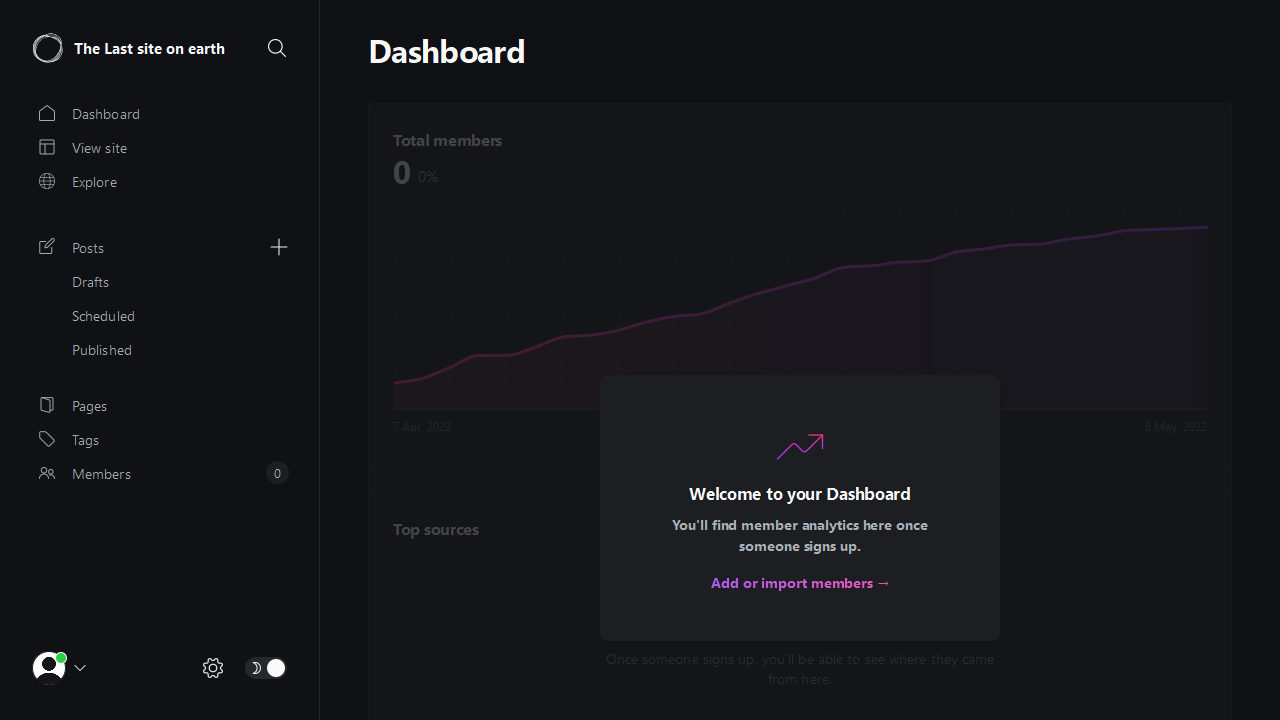 The Last site on earth
Dashboard
View site
Explore
Posts
Drafts
Scheduled
Published
Pages
Tags
Members
0
Dashboard
Total members
0 0%
7 Apr, 2022
6 May, 2022
Top sources
Welcome to your Dashboard
You'll find member analytics here once
someone signs up.
Add or import members →
Once someone signs up, you'll be able to see where they came
from here.